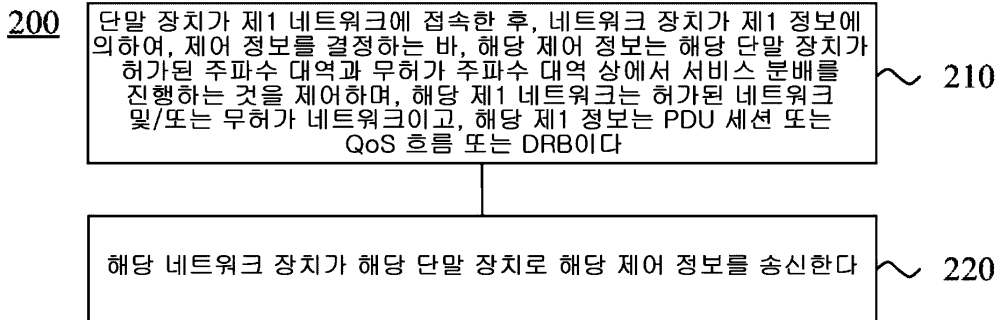 200
단말 장치가 제1 네트워크에 접속한 후, 네트워크 장치가 제1 정보에
의하여, 제어 정보를 결정하는 바, 해당 제어 정보는 해당 단말 장치가
허가된 주파수 대역과 무허가 주파수 대역 상에서 서비스 분배를
진행하는 것을 제어하며, 해당 제1 네트워크는 허가된 네트워크
및/또는 무허가 네트워크이고, 해당 제1 정보는 PDU 세션 또는
QoS 흐름 또는 DRB이다
210
해당 네트워크 장치가 해당 단말 장치로 해당 제어 정보를 송신한다
220